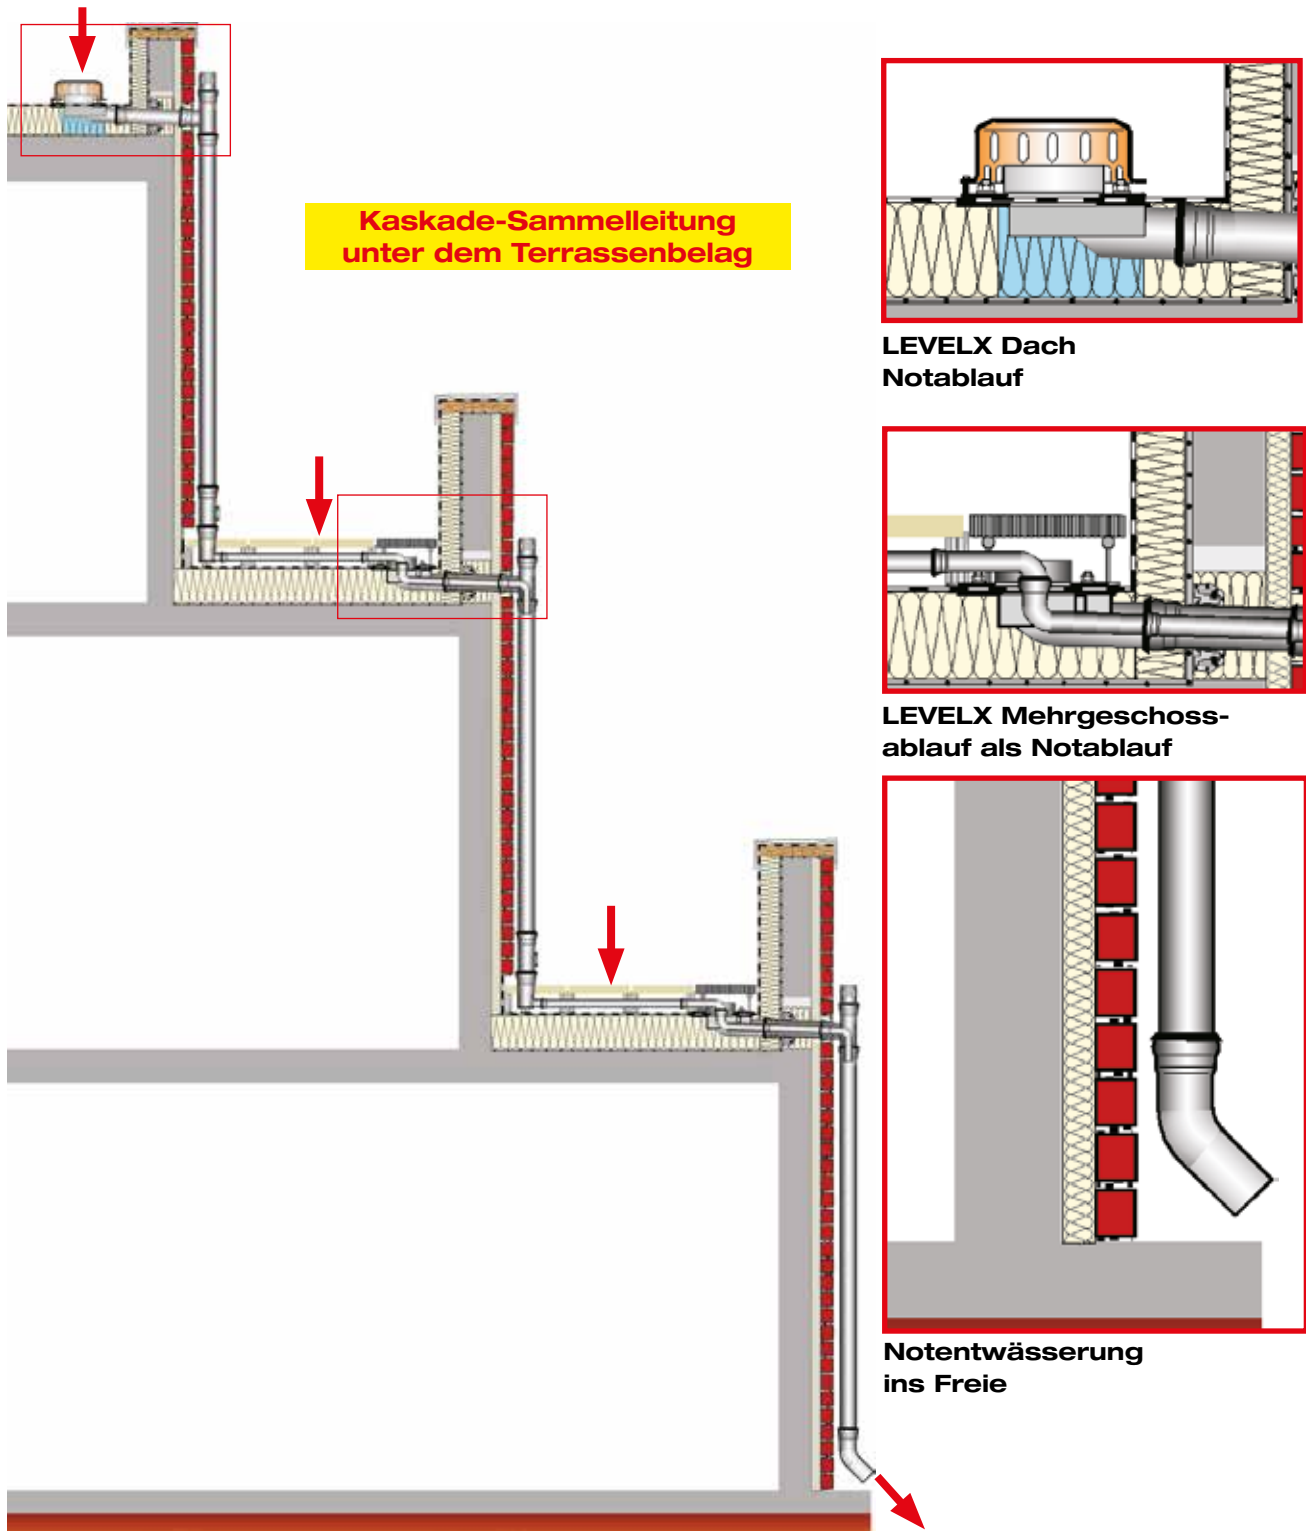 Kaskade-Sammelleitung
unter dem Terrassenbelag
LEVELX Dach
Notablauf
LEVELX Mehrgeschoss-
ablauf als Notablauf
Notentwässerung
ins Freie